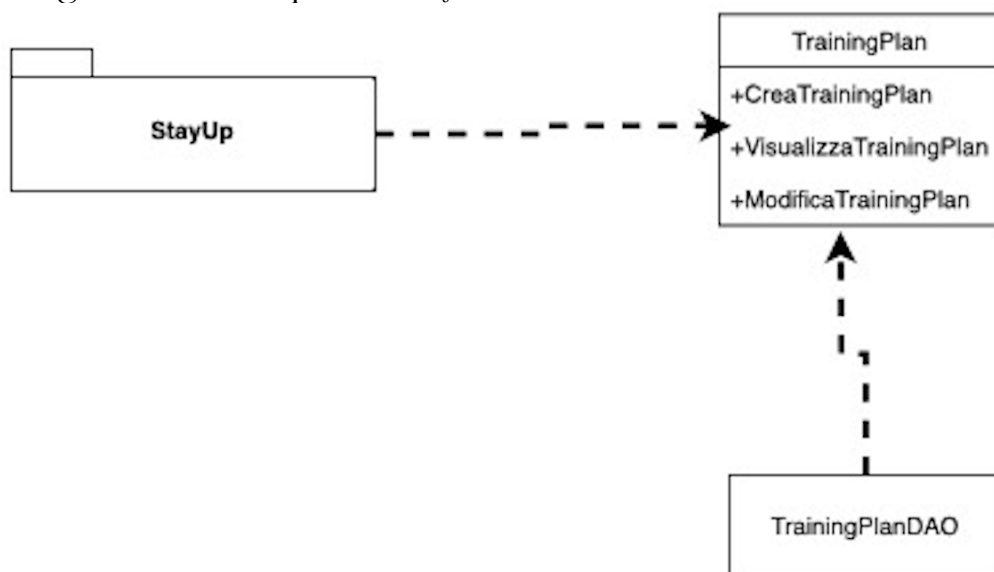 TrainingPlan
StayUp
+CreaTrainingPlan
+VisualizzaTrainingPlan
+ModificaTrainingPlan
TrainingPlanDAO